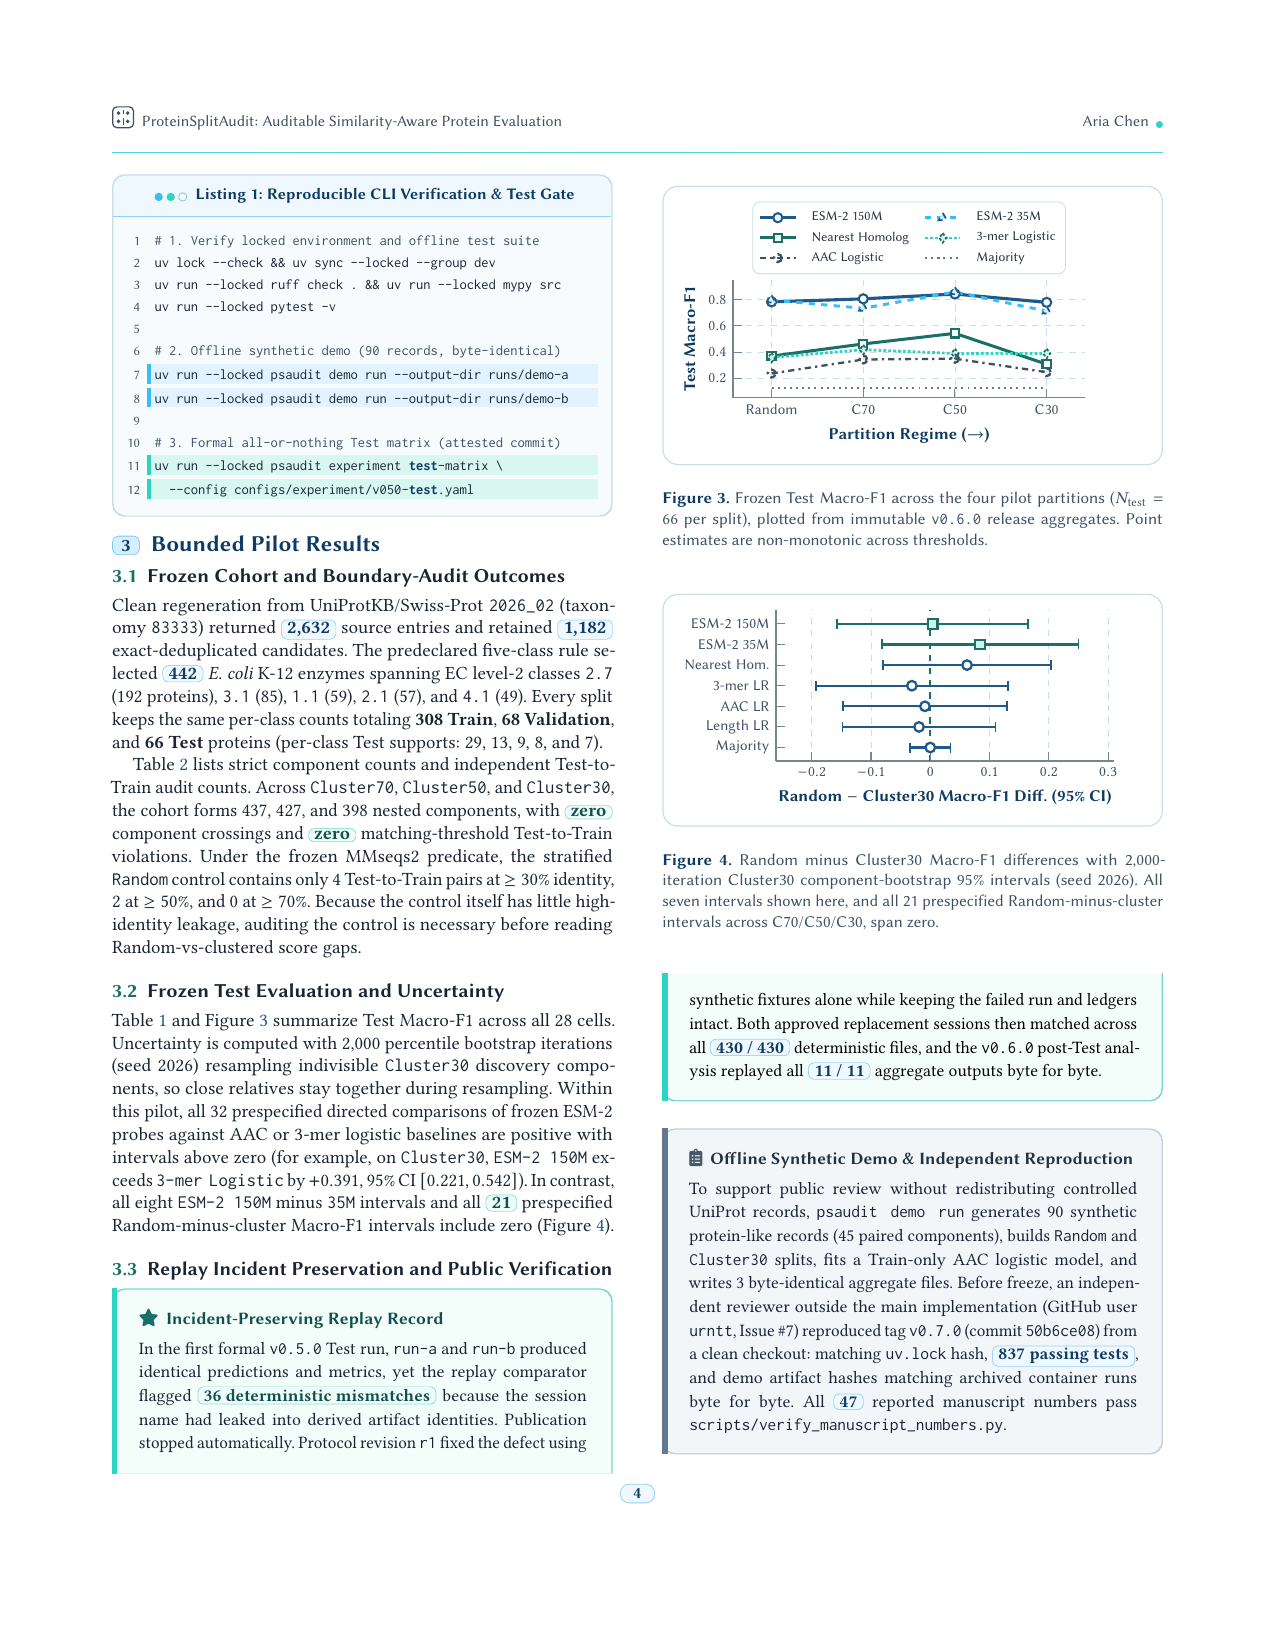 ProteinSplitAudit: Auditable Similarity-Aware Protein Evaluation
Aria Chen
Listing 1: Reproducible CLI Verification & Test Gate
1 # 1. Verify locked environment and offline test suite
2 uv lock --check && uv sync --locked --group dev
3 uv run --locked ruff check . && uv run --locked mypy src
4 uv run --locked pytest -v
5
6 # 2. Offline synthetic demo (90 records, byte-identical)
7 uv run --locked psaudit demo run --output-dir runs/demo-a
8 uv run --locked psaudit demo run --output-dir runs/demo-b
9
10 # 3. Formal all-or-nothing Test matrix (attested commit)
11 uv run --locked psaudit experiment test-matrix \
12 --config configs/experiment/v050-test.yaml
3 Bounded Pilot Results
3.1 Frozen Cohort and Boundary-Audit Outcomes
Clean regeneration from UniProtKB/Swiss-Prot 2026_02 (taxon-
omy 83333) returned 2,632 source entries and retained 1,182
exact-deduplicated candidates. The predeclared five-class rule se-
lected 442 E. coli K-12 enzymes spanning EC level-2 classes 2.7
(192 proteins), 3.1 (85), 1.1 (59), 2.1 (57), and 4.1 (49). Every split
keeps the same per-class counts totaling 308 Train, 68 Validation,
and 66 Test proteins (per-class Test supports: 29, 13, 9, 8, and 7).
Table 2 lists strict component counts and independent Test-to-
Train audit counts. Across Cluster70, Cluster50, and Cluster30,
the cohort forms 437, 427, and 398 nested components, with zero
component crossings and zero matching-threshold Test-to-Train
violations. Under the frozen MMseqs2 predicate, the stratified
Random control contains only 4 Test-to-Train pairs at ≥ 30% identity,
2 at ≥ 50%, and 0 at ≥ 70%. Because the control itself has little high-
identity leakage, auditing the control is necessary before reading
Random-vs-clustered score gaps.
3.2 Frozen Test Evaluation and Uncertainty
Table 1 and Figure 3 summarize Test Macro-F1 across all 28 cells.
Uncertainty is computed with 2,000 percentile bootstrap iterations
(seed 2026) resampling indivisible Cluster30 discovery compo-
nents, so close relatives stay together during resampling. Within
this pilot, all 32 prespecified directed comparisons of frozen ESM-2
probes against AAC or 3-mer logistic baselines are positive with
intervals above zero (for example, on Cluster30, ESM-2 150M ex-
ceeds 3-mer Logistic by +0.391, 95% CI [0.221, 0.542]). In contrast,
all eight ESM-2 150M minus 35M intervals and all 21 prespecified
Random-minus-cluster Macro-F1 intervals include zero (Figure 4).
3.3 Replay Incident Preservation and Public Verification
Incident-Preserving Replay Record
In the first formal v0.5.0 Test run, run-a and run-b produced
identical predictions and metrics, yet the replay comparator
flagged 36 deterministic mismatches because the session
name had leaked into derived artifact identities. Publication
stopped automatically. Protocol revision r1 fixed the defect using
ESM-2 150M
ESM-2 35M
Nearest Homolog
3-mer Logistic
AAC Logistic
Majority
Test Macro-F1
0.8
0.6
0.4
0.2
Random C70 C50 C30
Partition Regime (→)
Figure 3. Frozen Test Macro-F1 across the four pilot partitions (Ntest =
66 per split), plotted from immutable v0.6.0 release aggregates. Point
estimates are non-monotonic across thresholds.
ESM-2 150M
ESM-2 35M
Nearest Hom.
3-mer LR
AAC LR
Length LR
Majority
−0.2 −0.1 0 0.1 0.2 0.3
Random − Cluster30 Macro-F1 Diff. (95% CI)
Figure 4. Random minus Cluster30 Macro-F1 differences with 2,000-
iteration Cluster30 component-bootstrap 95% intervals (seed 2026). All
seven intervals shown here, and all 21 prespecified Random-minus-cluster
intervals across C70/C50/C30, span zero.
synthetic fixtures alone while keeping the failed run and ledgers
intact. Both approved replacement sessions then matched across
all 430 / 430 deterministic files, and the v0.6.0 post-Test anal-
ysis replayed all 11 / 11 aggregate outputs byte for byte.
Offline Synthetic Demo & Independent Reproduction
To support public review without redistributing controlled
UniProt records, psaudit demo run generates 90 synthetic
protein-like records (45 paired components), builds Random and
Cluster30 splits, fits a Train-only AAC logistic model, and
writes 3 byte-identical aggregate files. Before freeze, an indepen-
dent reviewer outside the main implementation (GitHub user
urntt, Issue #7) reproduced tag v0.7.0 (commit 50b6ce08) from
a clean checkout: matching uv.lock hash, 837 passing tests,
and demo artifact hashes matching archived container runs
byte for byte. All 47 reported manuscript numbers pass
scripts/verify_manuscript_numbers.py.
4